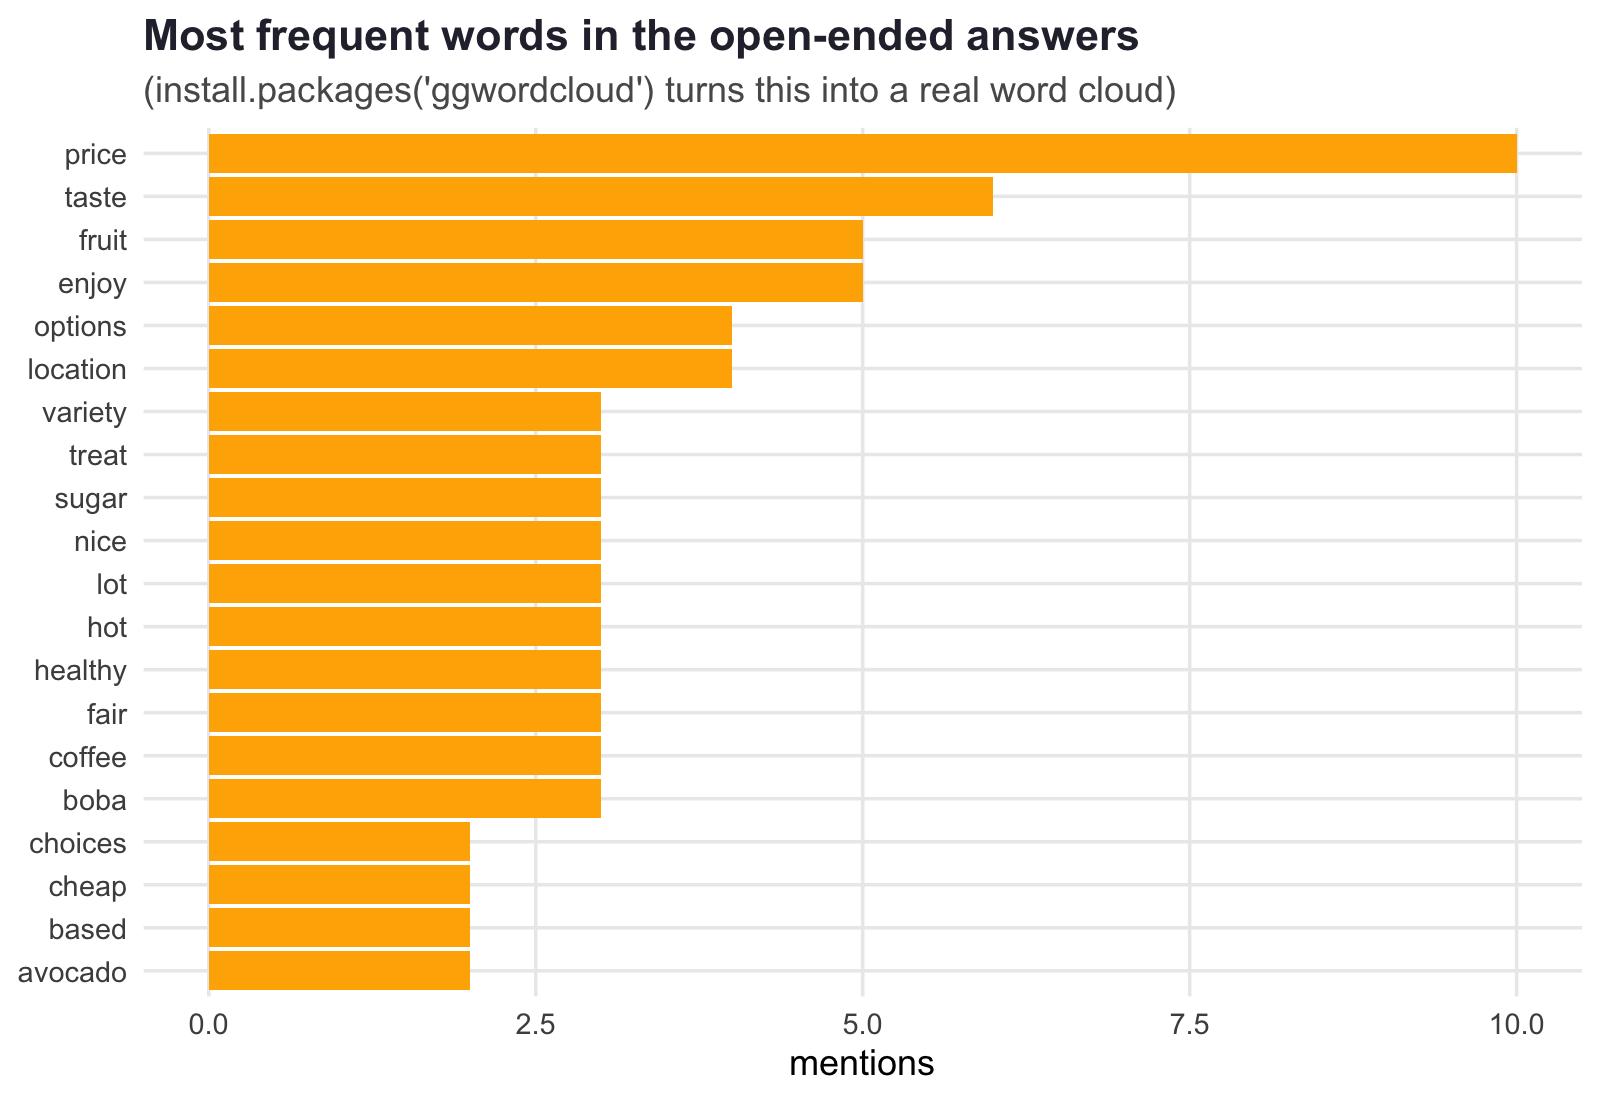 Most frequent words in the open-ended answers
(install.packages('ggwordcloud') turns this into a real word cloud)
price
taste
fruit
enjoy
options
location
variety
treat
sugar
nice
lot
hot
healthy
fair
coffee
boba
choices
cheap
based
avocado
0.0 2.5 5.0 7.5 10.0
mentions